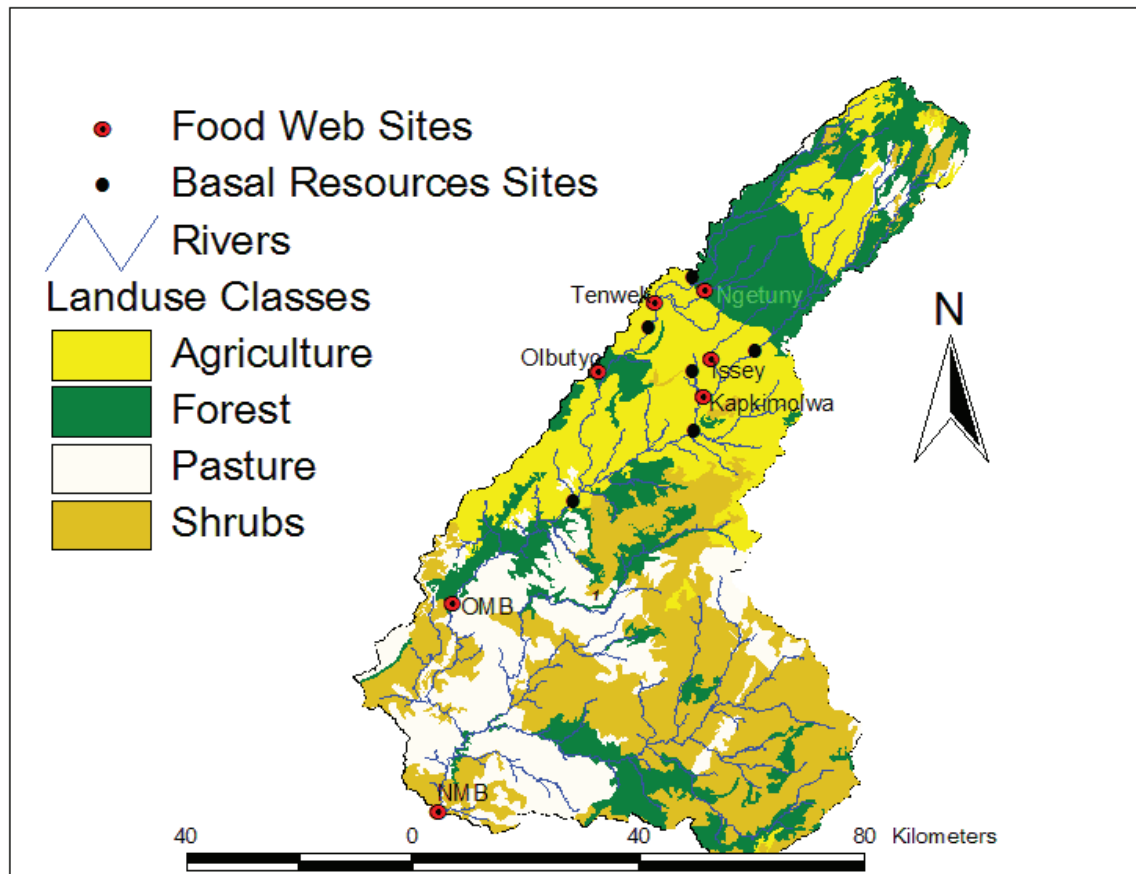 Food Web Sites
Basal Resources Sites
Rivers
Landuse Classes
Agriculture
Forest
Pasture
Shrubs
N
Tenwek
Ngetuny
Olbutyo
Issey
Kapkimolwa
OMB
NMB
40 0 40 80 Kilometers